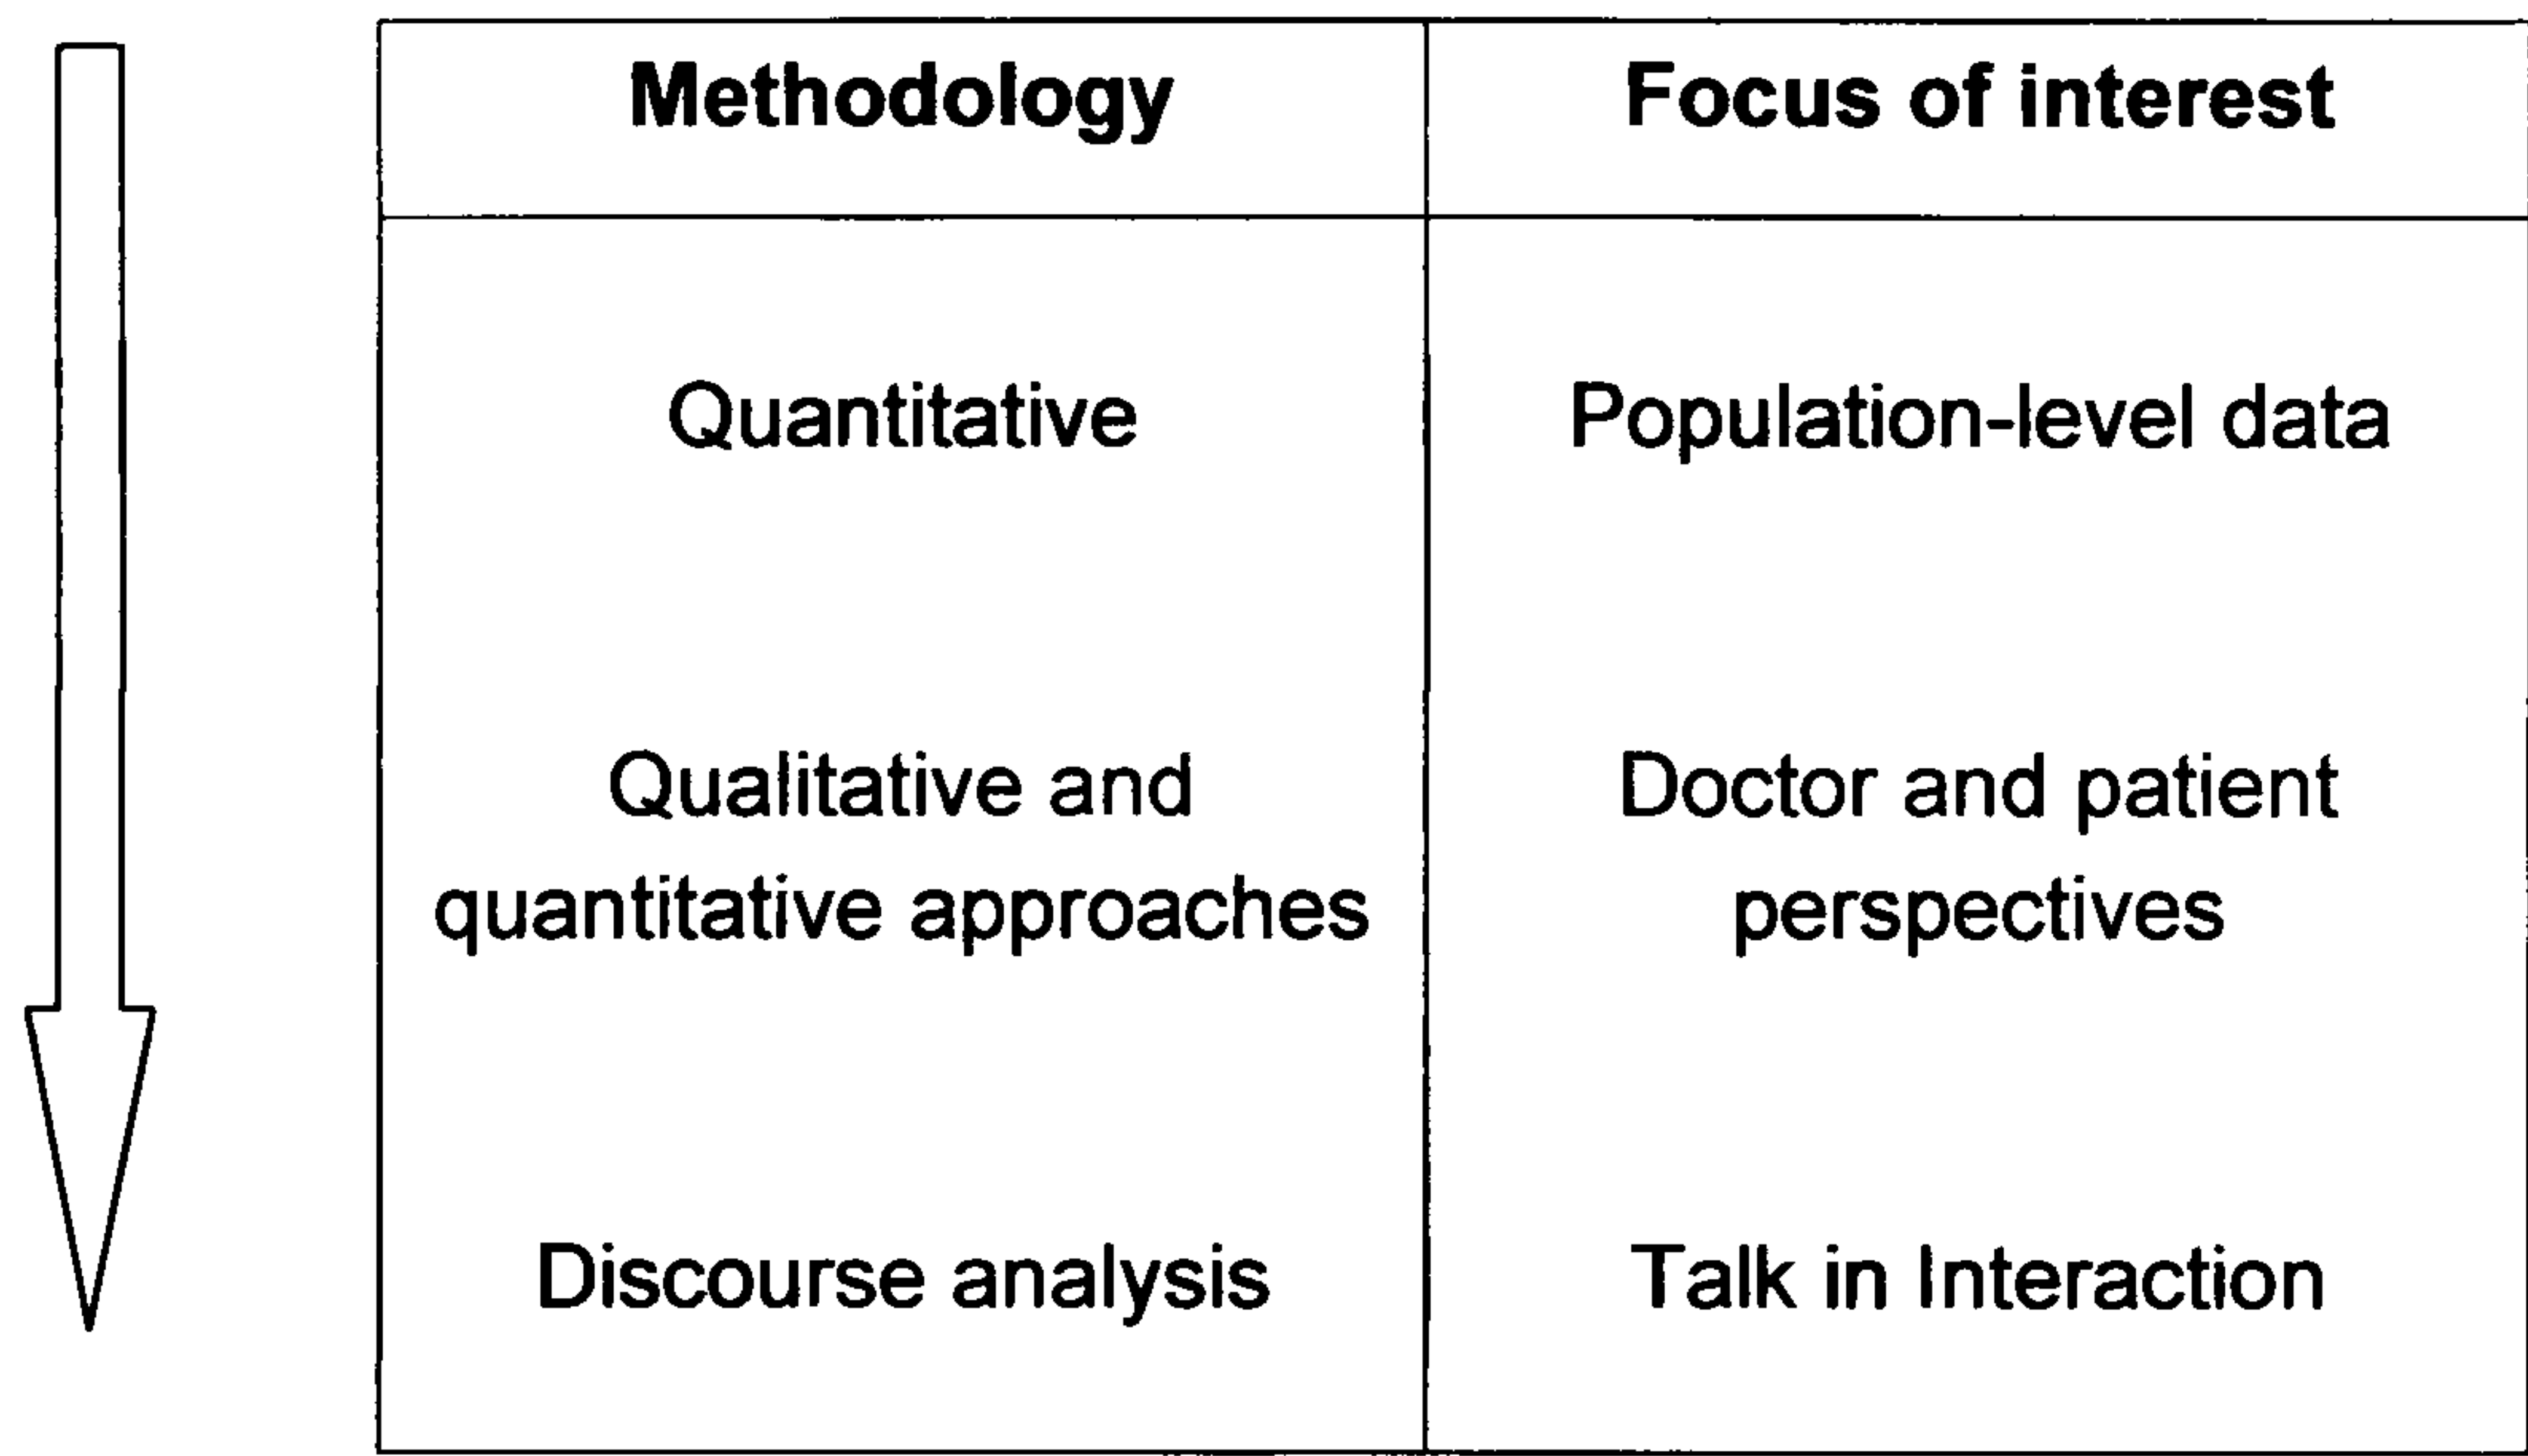 Methodology
Focus of interest
Quantitative
Population-level data
Qualitative and
quantitative approaches
Doctor and patient
perspectives
Discourse analysis
Talk in Interaction